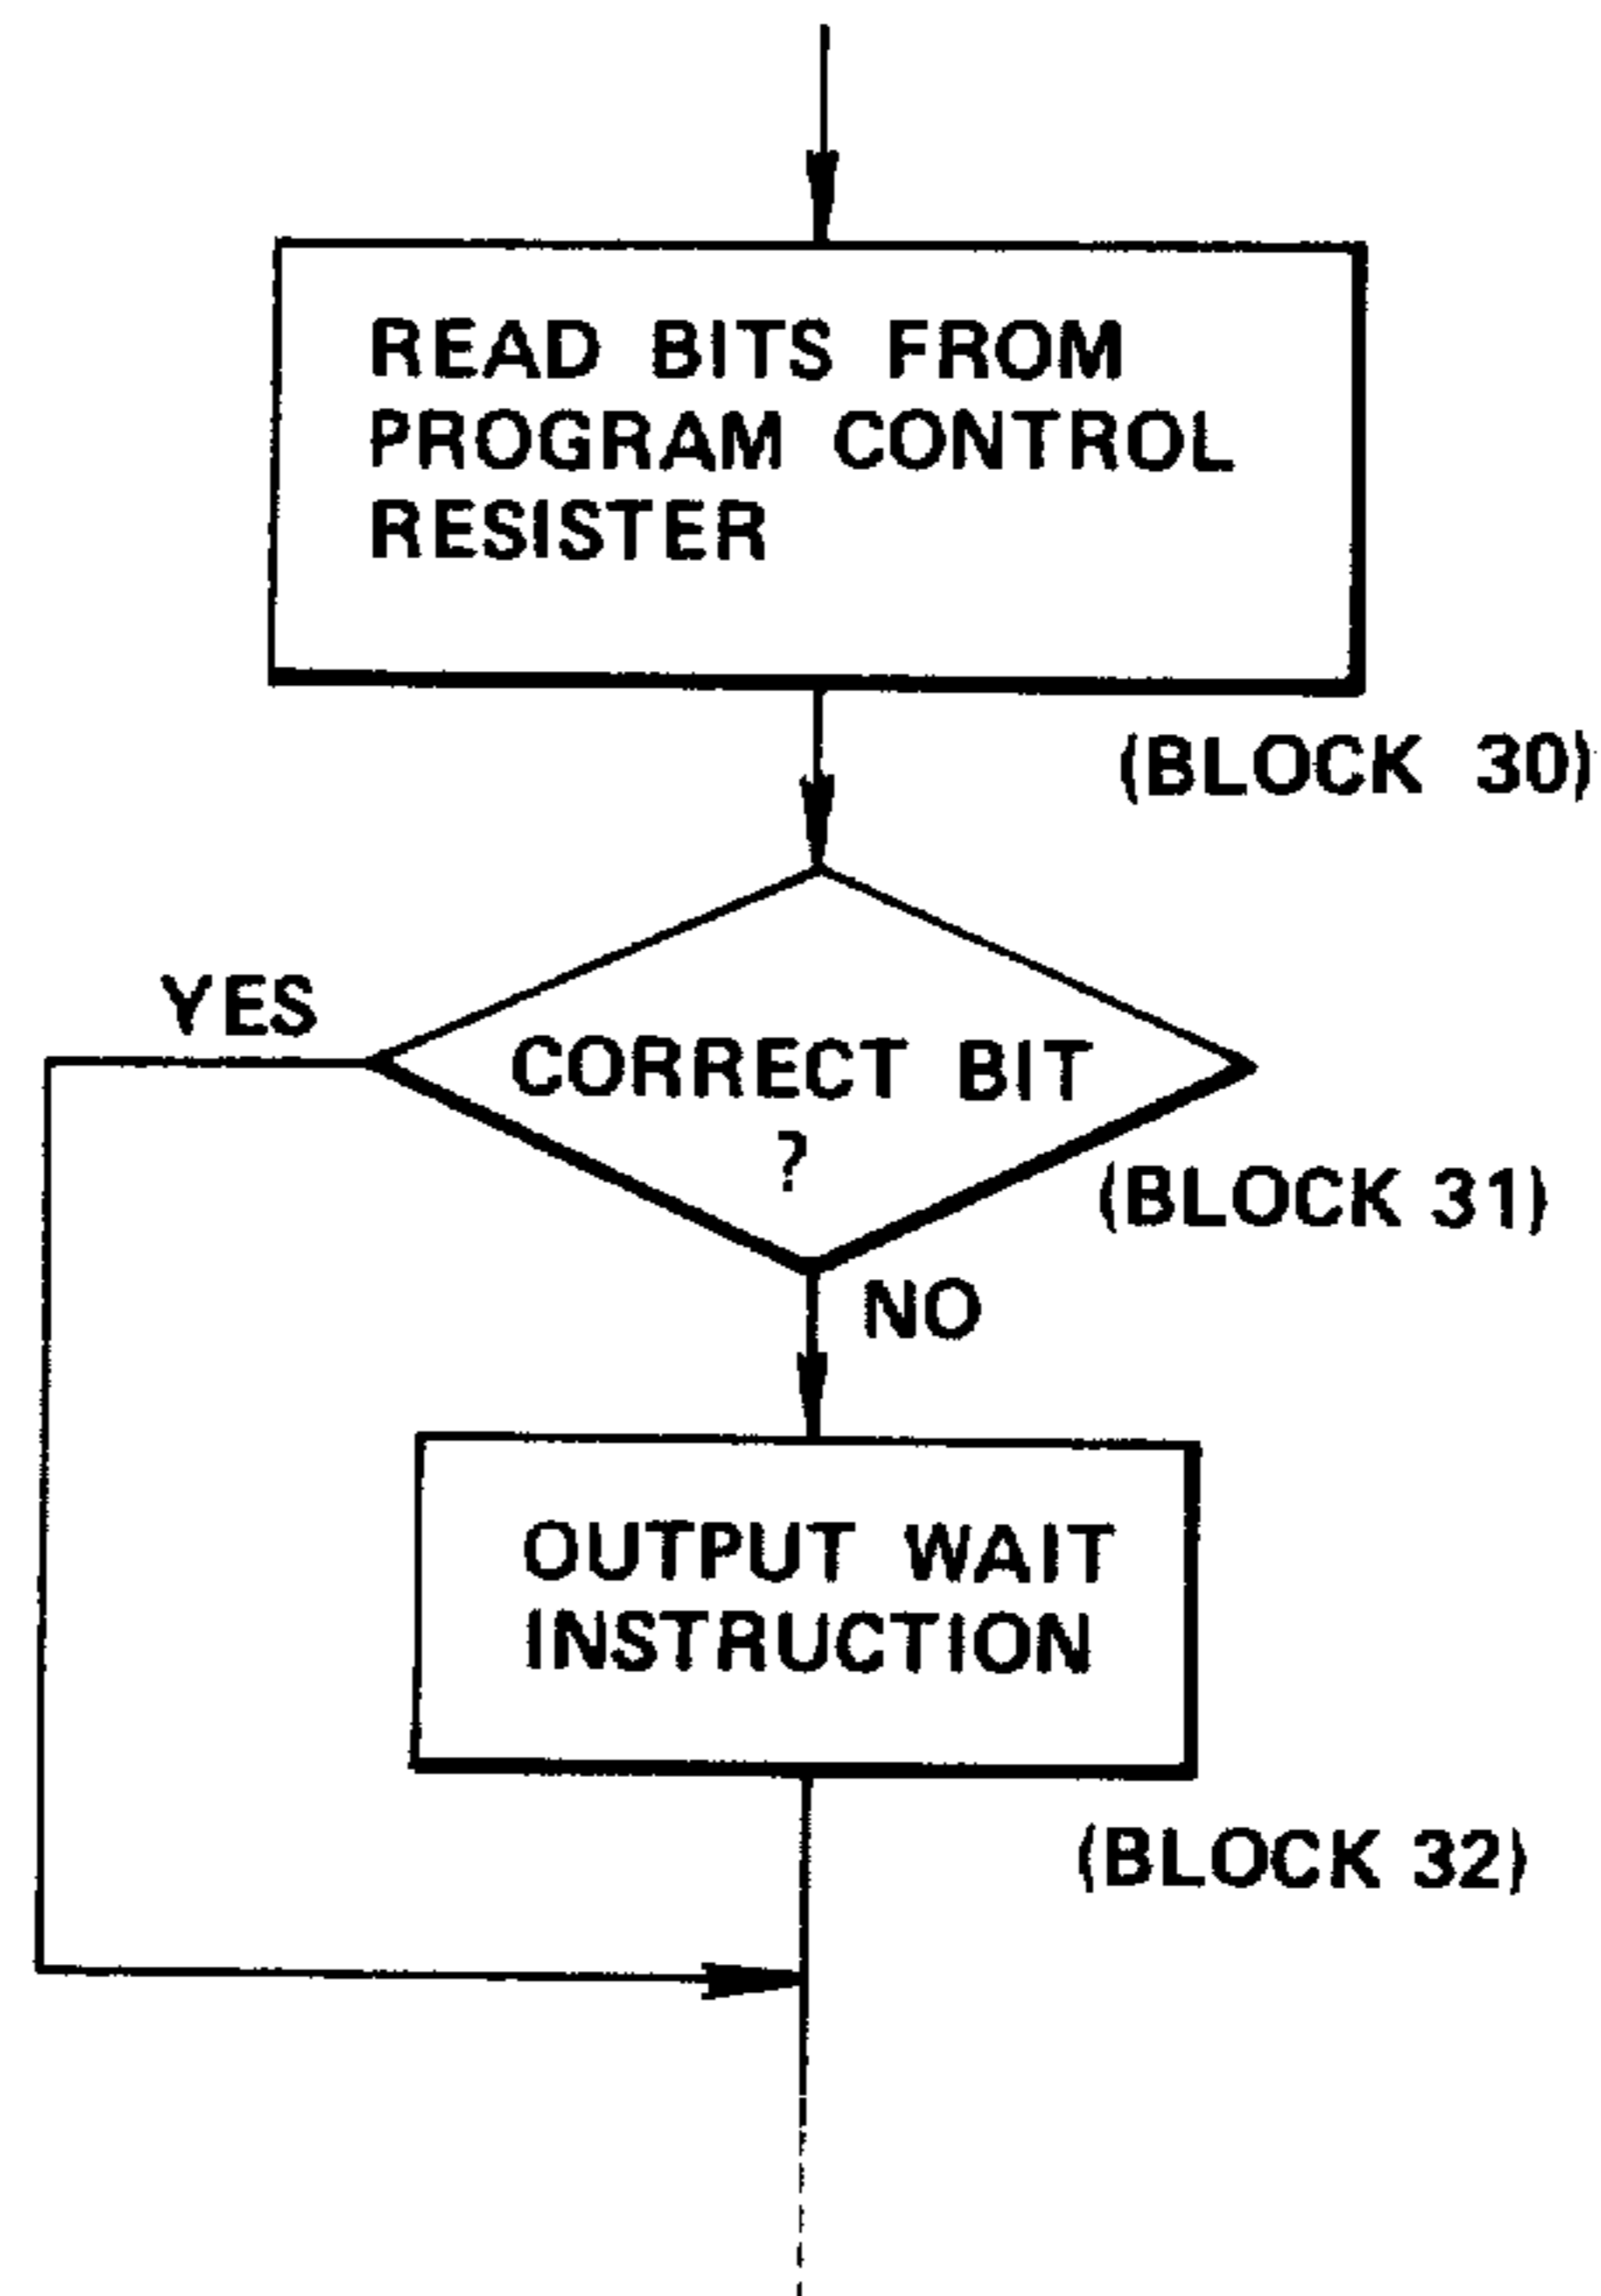 READ BITS FROM
PROGRAM CONTROL
RESISTER
(BLOCK 30)
YES
CORRECT BIT
?
(BLOCK 31)
NO
OUTPUT WAIT
INSTRUCTION
(BLOCK 32)